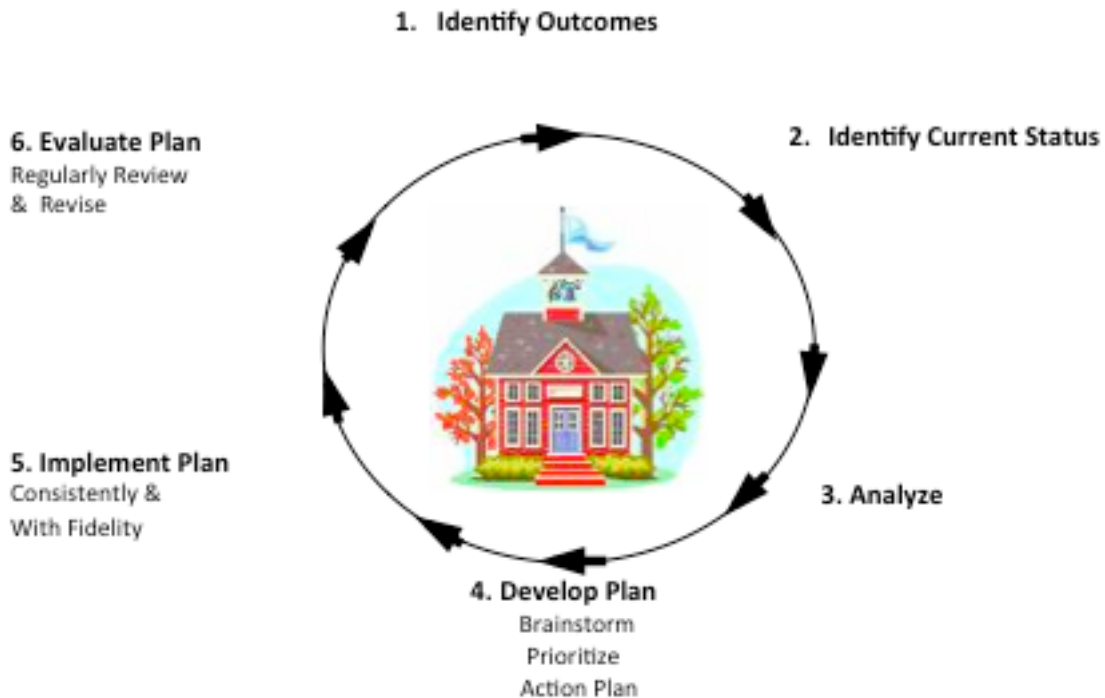 1. Identify Outcomes
2. Identify Current Status
3. Analyze
4. Develop Plan
Brainstorm
Prioritize
Action Plan
5. Implement Plan
Consistently &
With Fidelity
6. Evaluate Plan
Regularly Review
& Revise